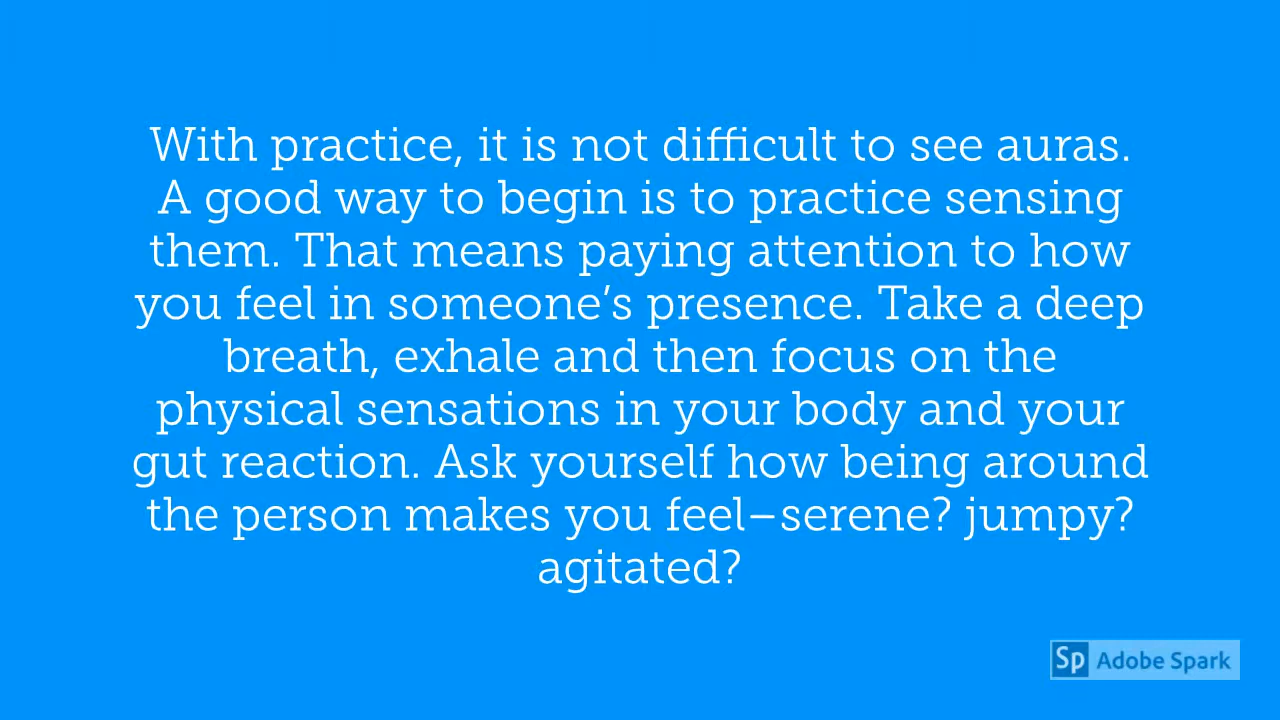 With practice, it is not difficult to see auras.
A good way to begin is to practice sensing
them. That means paying attention to how
you feel in someone’s presence. Take a deep
breath, exhale and then focus on the
physical sensations in your body and your
gut reaction. Ask yourself how being around
the person makes you feel–serene? jumpy?
agitated?
Sp Adobe Spark